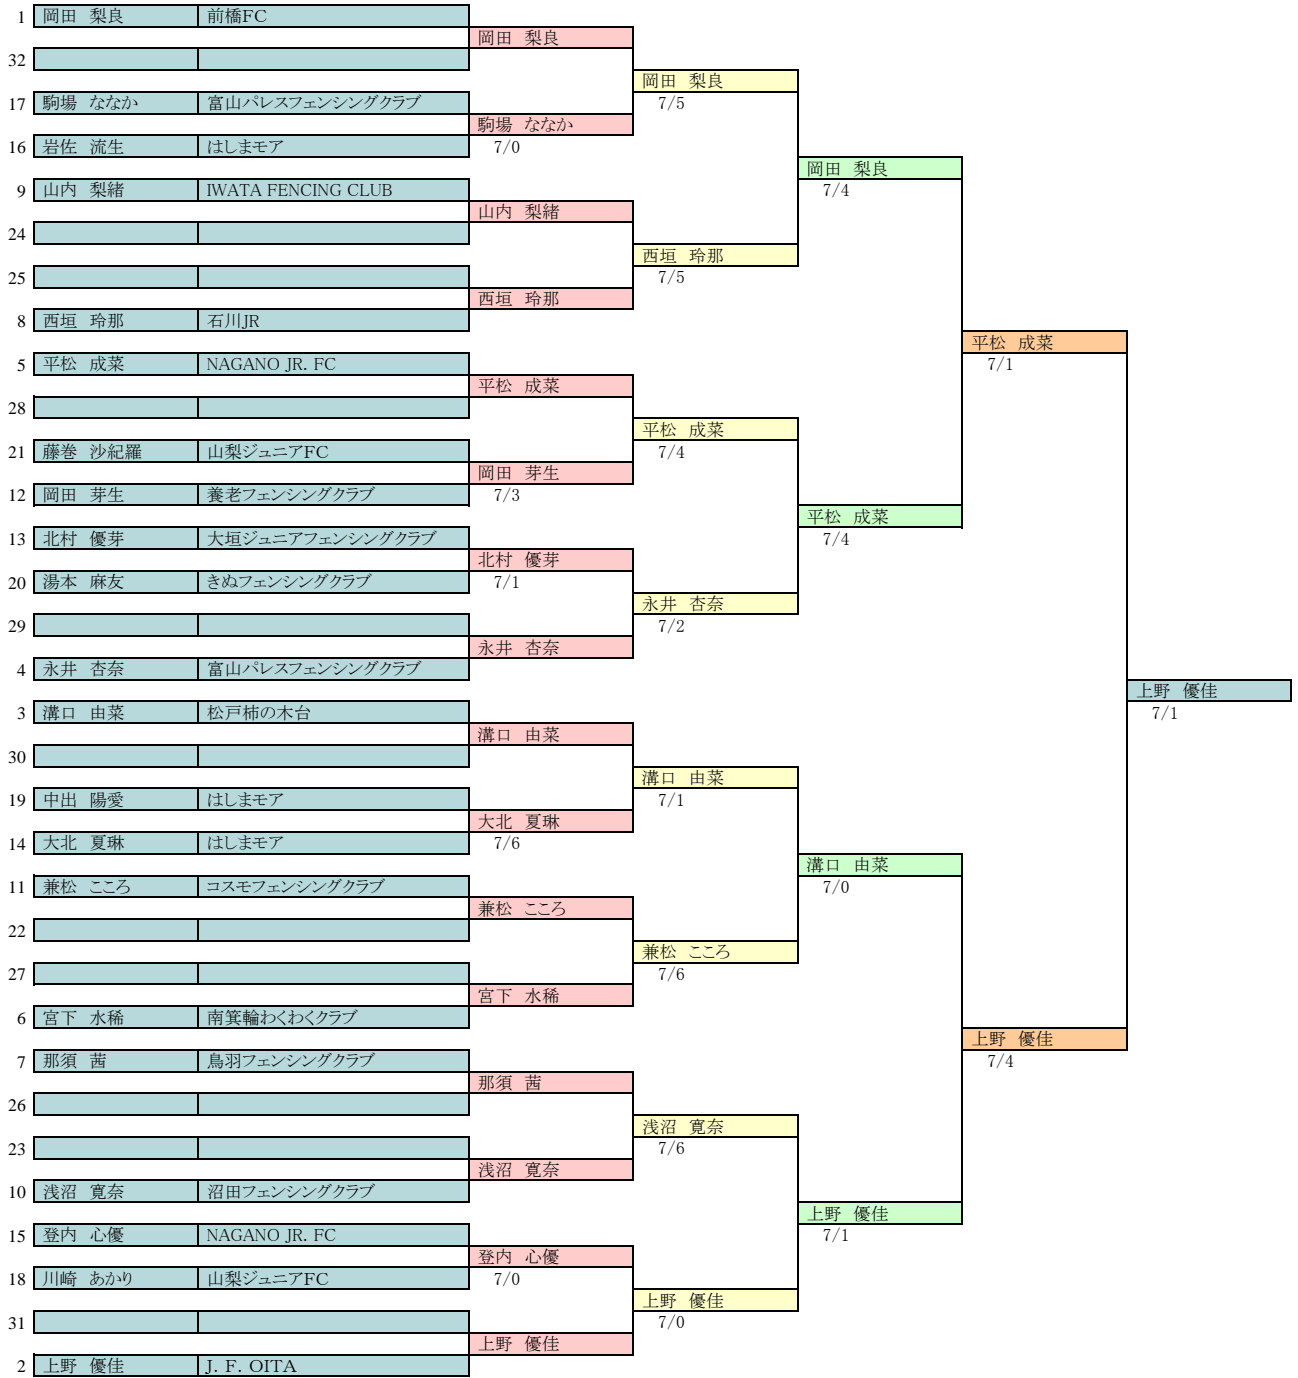 1 岡田 梨良 前橋FC
岡田 梨良
32
岡田 梨良
17 駒場 ななか 富山パレスフェンシングクラブ 7/5
駒場 ななか
16 岩佐 流生 はしまモア 7/0
岡田 梨良
9 山内 梨緒 IWATA FENCING CLUB 7/4
山内 梨緒
24
西垣 玲那
25 7/5
西垣 玲那
8 西垣 玲那 石川JR
平松 成菜
5 平松 成菜 NAGANO JR. FC 7/1
平松 成菜
28
平松 成菜
21 藤巻 沙紀羅 山梨ジュニアFC 7/4
岡田 芽生
12 岡田 芽生 養老フェンシングクラブ 7/3
平松 成菜
13 北村 優芽 大垣ジュニアフェンシングクラブ 7/4
北村 優芽
20 湯本 麻友 きぬフェンシングクラブ 7/1
永井 杏奈
29 7/2
永井 杏奈
4 永井 杏奈 富山パレスフェンシングクラブ
上野 優佳
3 溝口 由菜 松戸柿の木台 7/1
溝口 由菜
30
溝口 由菜
19 中出 陽愛 はしまモア 7/1
大北 夏琳
14 大北 夏琳 はしまモア 7/6
溝口 由菜
11 兼松 こころ コスモフェンシングクラブ 7/0
兼松 こころ
22
兼松 こころ
27 7/6
宮下 水稀
6 宮下 水稀 南箕輪わくわくクラブ
上野 優佳
7 那須 茜 鳥羽フェンシングクラブ 7/4
那須 茜
26
浅沼 寛奈
23 7/6
浅沼 寛奈
10 浅沼 寛奈 沼田フェンシングクラブ
上野 優佳
15 登内 心優 NAGANO JR. FC 7/1
登内 心優
18 川崎 あかり 山梨ジュニアFC 7/0
上野 優佳
31 7/0
上野 優佳
2 上野 優佳 J. F. OITA